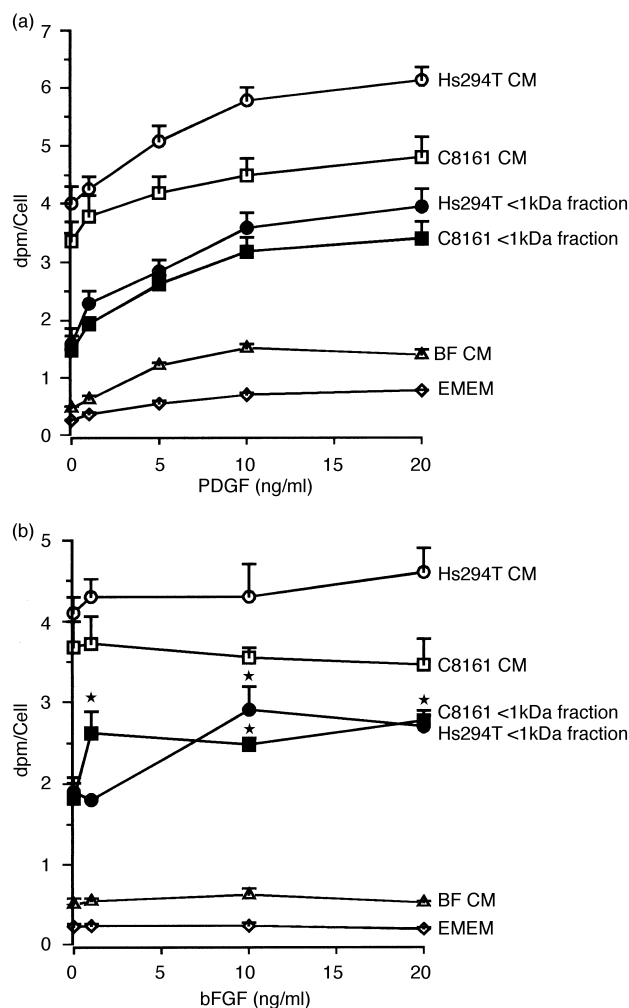 (a)
7
6
5
4
3
2
1
0
dpm/Cell
Hs294T CM
C8161 CM
Hs294T <1kDa fraction
C8161 <1kDa fraction
BF CM
EMEM
0 5 10 15 20
PDGF (ng/ml)
(b)
5
4
3
2
1
0
dpm/Cell
Hs294T CM
C8161 CM
C8161 <1kDa fraction
Hs294T <1kDa fraction
BF CM
EMEM
0 5 10 15 20
bFGF (ng/ml)